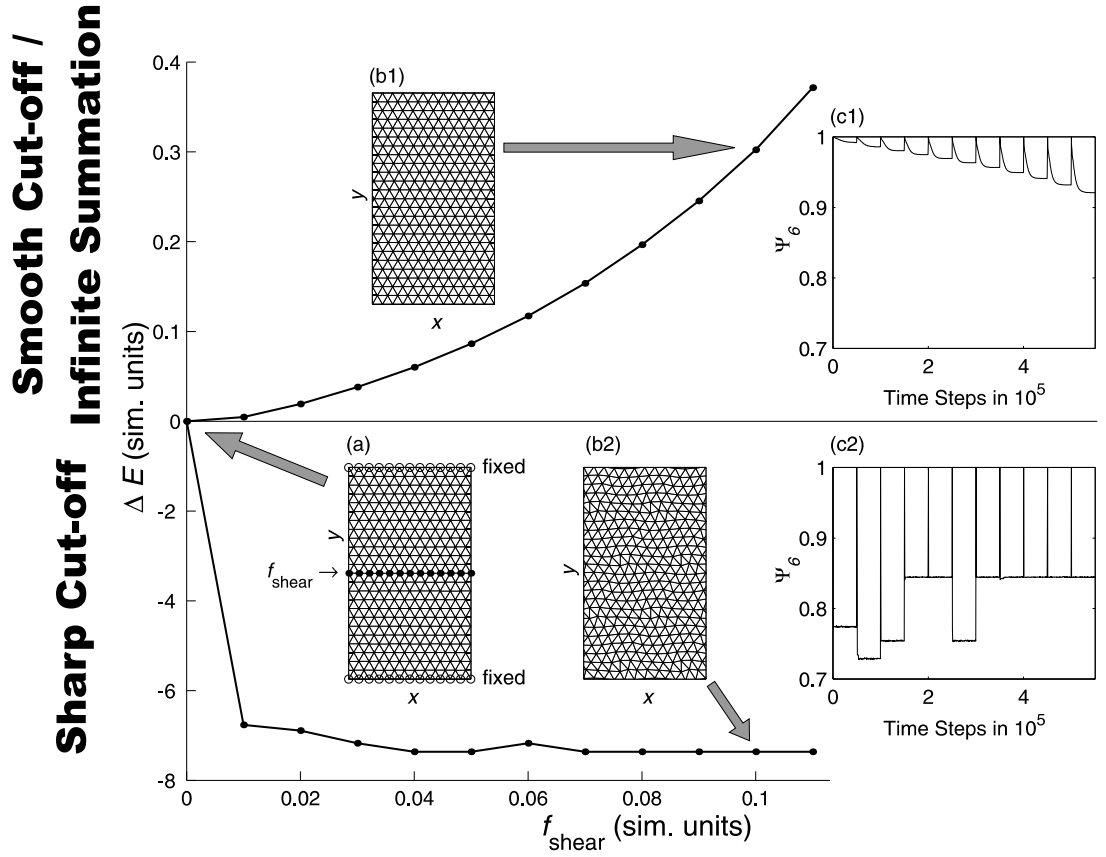 Smooth Cut-off /
Infinite Summation
Sharp Cut-off
Δ E (sim. units)
0.4
0.3
0.2
0.1
0
-2
-4
-6
-8
0 0.02 0.04 0.06 0.08 0.1
f_shear (sim. units)
(b1)
y
x
(c1)
1
0.9
0.8
0.7
Ψ_6
0 2 4
Time Steps in 10^5
(a)
fixed
y
f_shear →
fixed
x
(b2)
y
x
(c2)
1
0.9
0.8
0.7
Ψ_6
0 2 4
Time Steps in 10^5